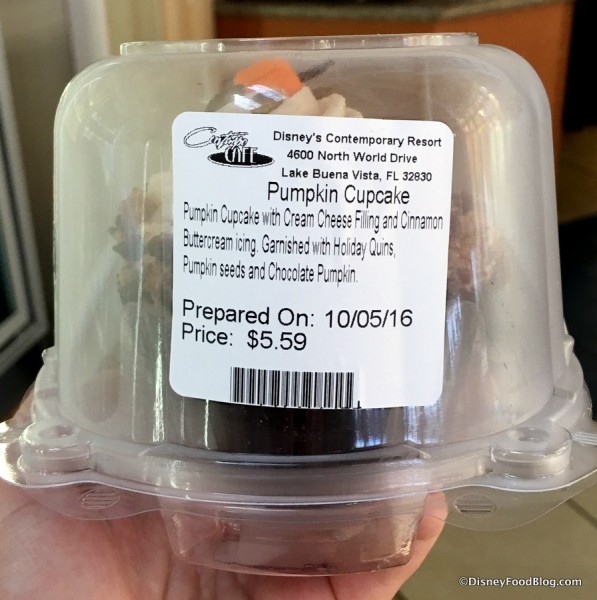 Contempo
CAFE
Disney's Contemporary Resort
4600 North World Drive
Lake Buena Vista, FL 32830
Pumpkin Cupcake
Pumpkin Cupcake with Cream Cheese Filling and Cinnamon
Buttercream icing. Garnished with Holiday Quins,
Pumpkin seeds and Chocolate Pumpkin.
Prepared On: 10/05/16
Price: $5.59
©DisneyFoodBlog.com